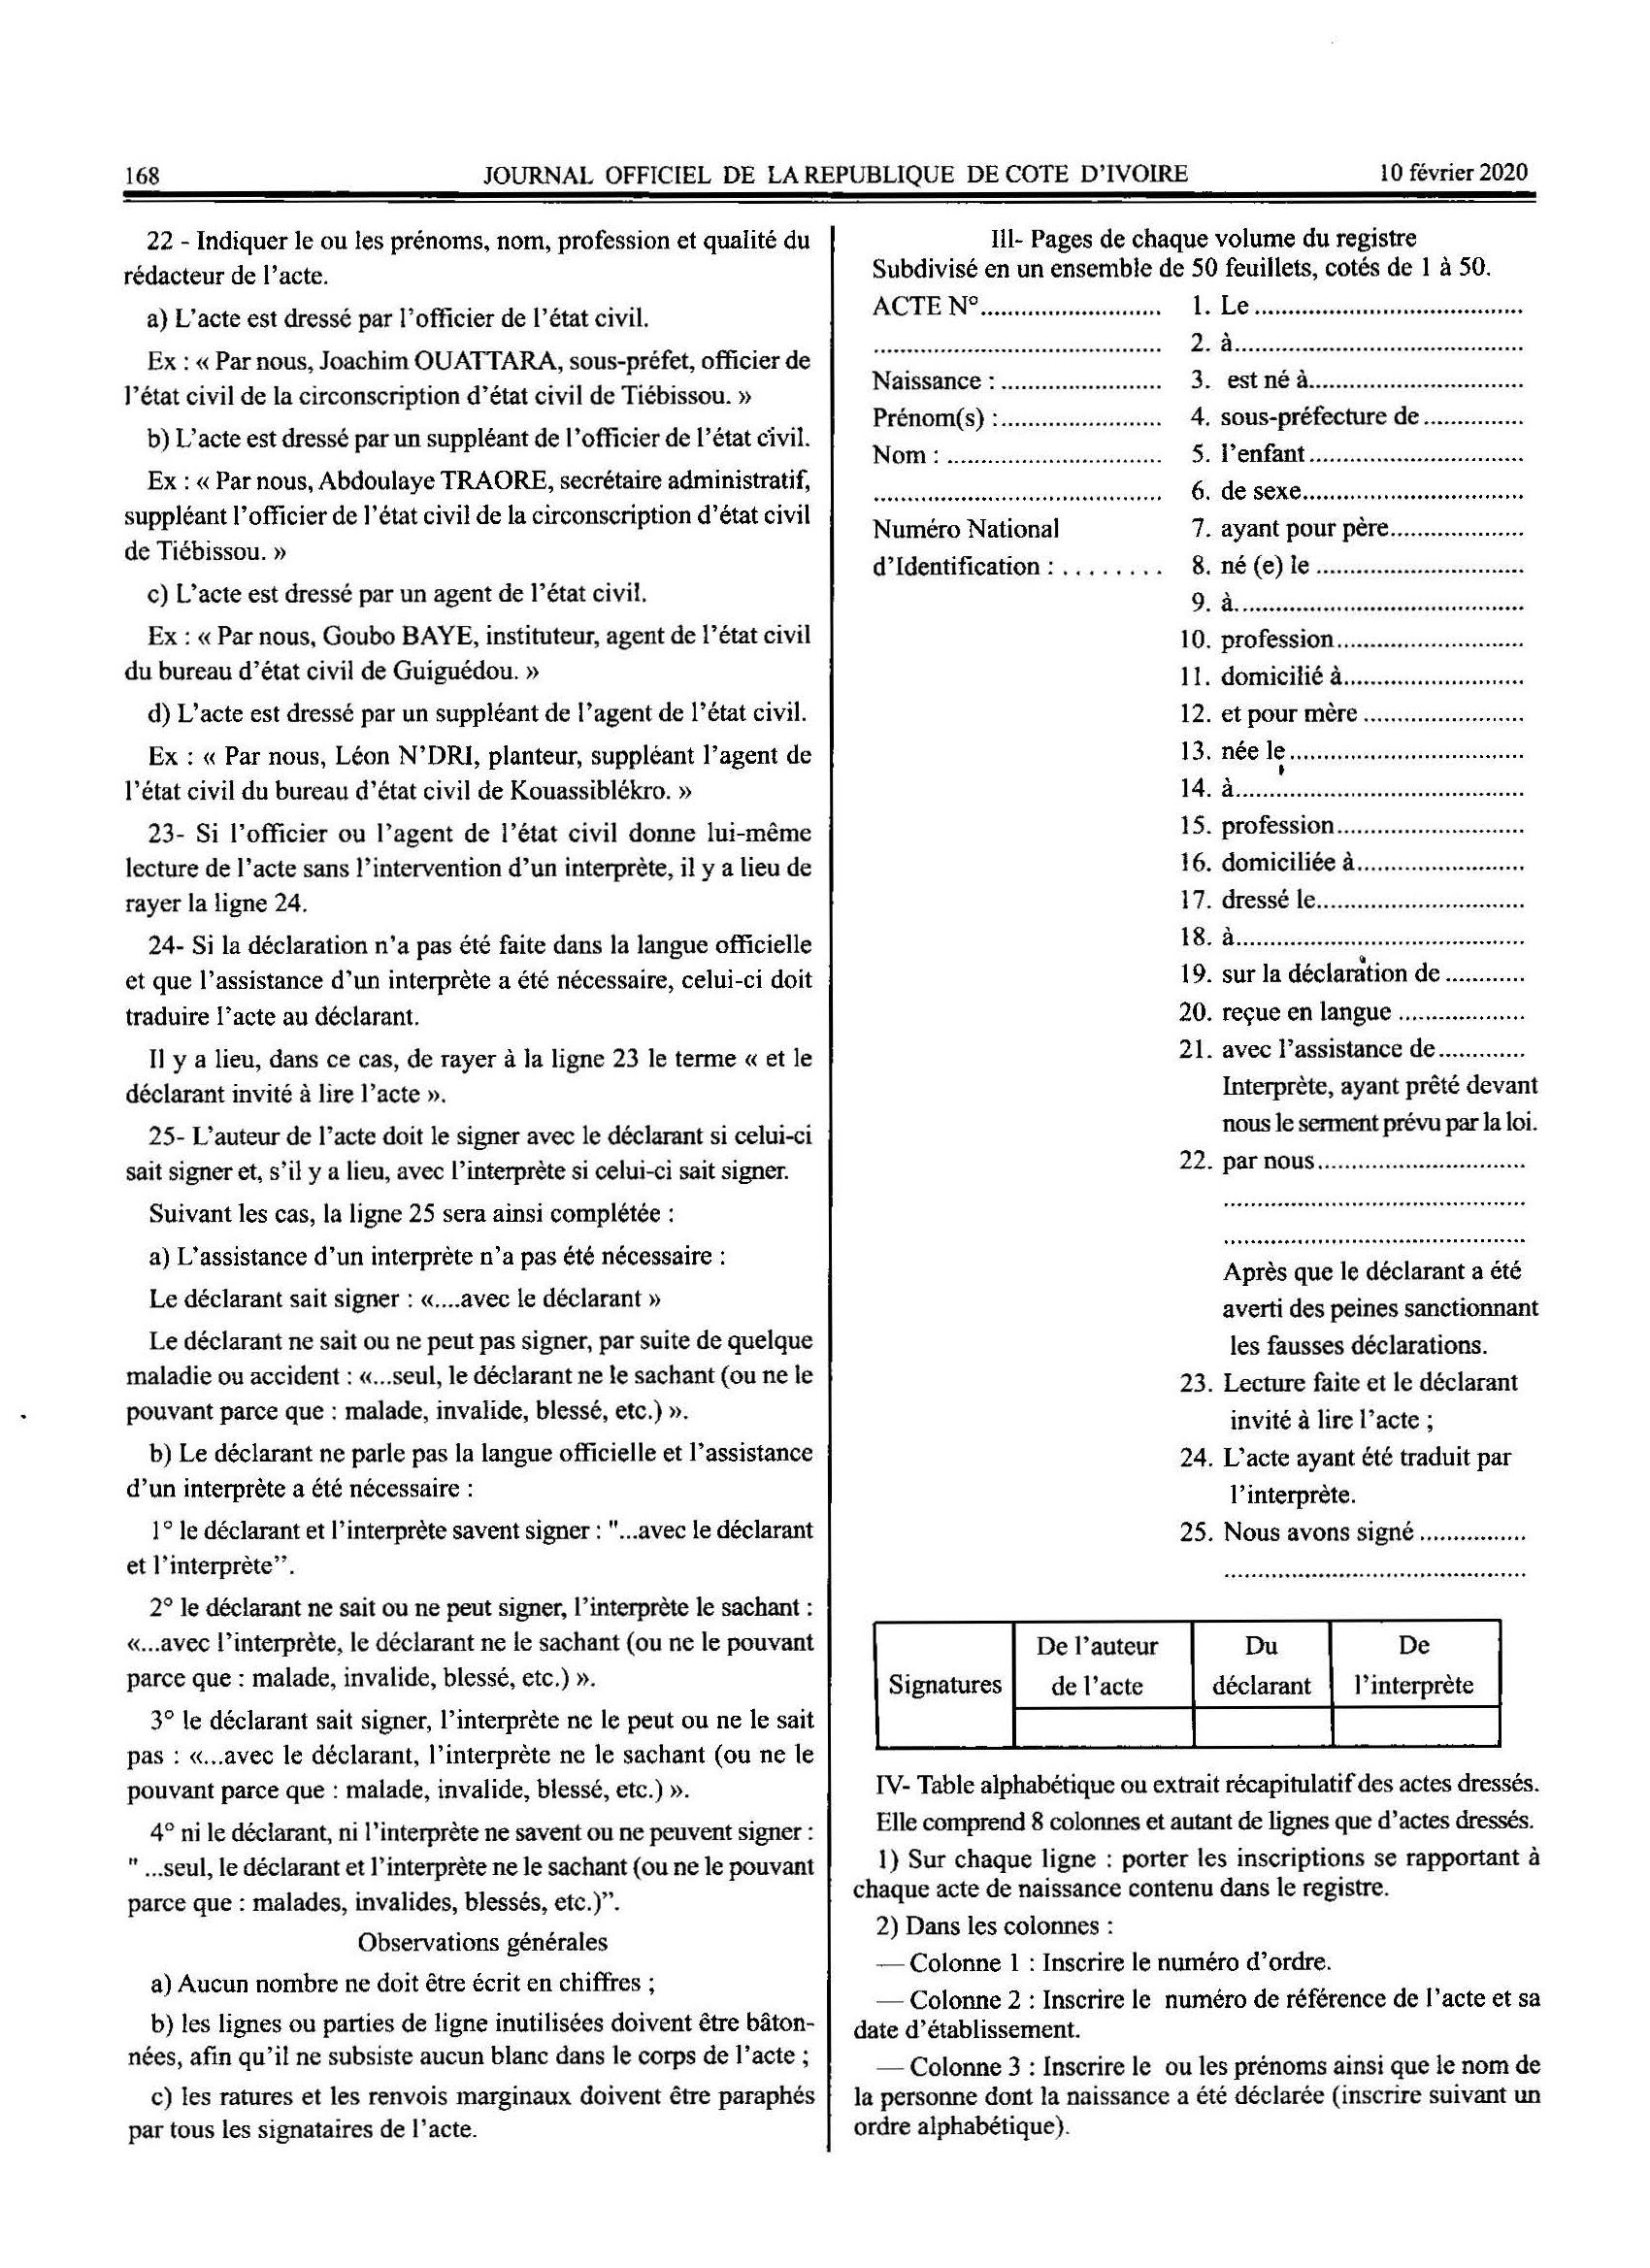 168 JOURNAL OFFICIEL DE LA REPUBLIQUE DE COTE D'IVOIRE 10 février 2020
22 - Indiquer le ou les prénoms, nom, profession et qualité du
rédacteur de l'acte.
a) L'acte est dressé par l'officier de l'état civil.
Ex : « Par nous, Joachim OUATTARA, sous-préfet, officier de
l'état civil de la circonscription d'état civil de Tiébissou. »
b) L'acte est dressé par un suppléant de l'officier de l'état civil.
Ex : « Par nous, Abdoulaye TRAORE, secrétaire administratif,
suppléant l'officier de l'état civil de la circonscription d'état civil
de Tiébissou. »
c) L'acte est dressé par un agent de l'état civil.
Ex : « Par nous, Goubo BAYE, instituteur, agent de l'état civil
du bureau d'état civil de Guiguédou. »
d) L'acte est dressé par un suppléant de l'agent de l'état civil.
Ex : « Par nous, Léon N'DRI, planteur, suppléant l'agent de
l'état civil du bureau d'état civil de Kouassiblékro. »
23- Si l'officier ou l'agent de l'état civil donne lui-même
lecture de l'acte sans l'intervention d'un interprète, il y a lieu de
rayer la ligne 24.
24- Si la déclaration n'a pas été faite dans la langue officielle
et que l'assistance d'un interprète a été nécessaire, celui-ci doit
traduire l'acte au déclarant.
Il y a lieu, dans ce cas, de rayer à la ligne 23 le terme « et le
déclarant invité à lire l'acte ».
25- L'auteur de l'acte doit le signer avec le déclarant si celui-ci
sait signer et, s'il y a lieu, avec l'interprète si celui-ci sait signer.
Suivant les cas, la ligne 25 sera ainsi complétée :
a) L'assistance d'un interprète n'a pas été nécessaire :
Le déclarant sait signer : «....avec le déclarant »
Le déclarant ne sait ou ne peut pas signer, par suite de quelque
maladie ou accident : «...seul, le déclarant ne le sachant (ou ne le
pouvant parce que : malade, invalide, blessé, etc.) ».
b) Le déclarant ne parle pas la langue officielle et l'assistance
d'un interprète a été nécessaire :
1° le déclarant et l'interprète savent signer : "...avec le déclarant
et l'interprète".
2° le déclarant ne sait ou ne peut signer, l'interprète le sachant :
«...avec l'interprète, le déclarant ne le sachant (ou ne le pouvant
parce que : malade, invalide, blessé, etc.) ».
3° le déclarant sait signer, l'interprète ne le peut ou ne le sait
pas : «...avec le déclarant, l'interprète ne le sachant (ou ne le
pouvant parce que : malade, invalide, blessé, etc.) ».
4° ni le déclarant, ni l'interprète ne savent ou ne peuvent signer :
" ...seul, le déclarant et l'interprète ne le sachant (ou ne le pouvant
parce que : malades, invalides, blessés, etc.)".
Observations générales
a) Aucun nombre ne doit être écrit en chiffres ;
b) les lignes ou parties de ligne inutilisées doivent être bâton-
nées, afin qu'il ne subsiste aucun blanc dans le corps de l'acte ;
c) les ratures et les renvois marginaux doivent être paraphés
par tous les signataires de l'acte.
III- Pages de chaque volume du registre
Subdivisé en un ensemble de 50 feuillets, cotés de 1 à 50.
ACTE N°...........................
...........................................
Naissance : ........................
Prénom(s) :........................
Nom : ................................
...........................................
Numéro National
d'Identification : ........
1. Le ........................................
2. à...........................................
3. est né à................................
4. sous-préfecture de ...............
5. l'enfant ................................
6. de sexe.................................
7. ayant pour père....................
8. né (e) le ...............................
9. à...........................................
10. profession............................
11. domicilié à...........................
12. et pour mère ........................
13. née le ...................................
14. à...........................................
15. profession............................
16. domiciliée à.........................
17. dressé le...............................
18. à...........................................
19. sur la déclaration de ............
20. reçue en langue ...................
21. avec l'assistance de.............
Interprète, ayant prêté devant
nous le serment prévu par la loi.
22. par nous...............................
.............................................
.............................................
Après que le déclarant a été
averti des peines sanctionnant
les fausses déclarations.
23. Lecture faite et le déclarant
invité à lire l'acte ;
24. L'acte ayant été traduit par
l'interprète.
25. Nous avons signé ................
.............................................
Signatures
De l'auteur
de l'acte
Du
déclarant
De
l'interprète
IV- Table alphabétique ou extrait récapitulatif des actes dressés.
Elle comprend 8 colonnes et autant de lignes que d'actes dressés.
1) Sur chaque ligne : porter les inscriptions se rapportant à
chaque acte de naissance contenu dans le registre.
2) Dans les colonnes :
— Colonne 1 : Inscrire le numéro d'ordre.
— Colonne 2 : Inscrire le numéro de référence de l'acte et sa
date d'établissement.
— Colonne 3 : Inscrire le ou les prénoms ainsi que le nom de
la personne dont la naissance a été déclarée (inscrire suivant un
ordre alphabétique).